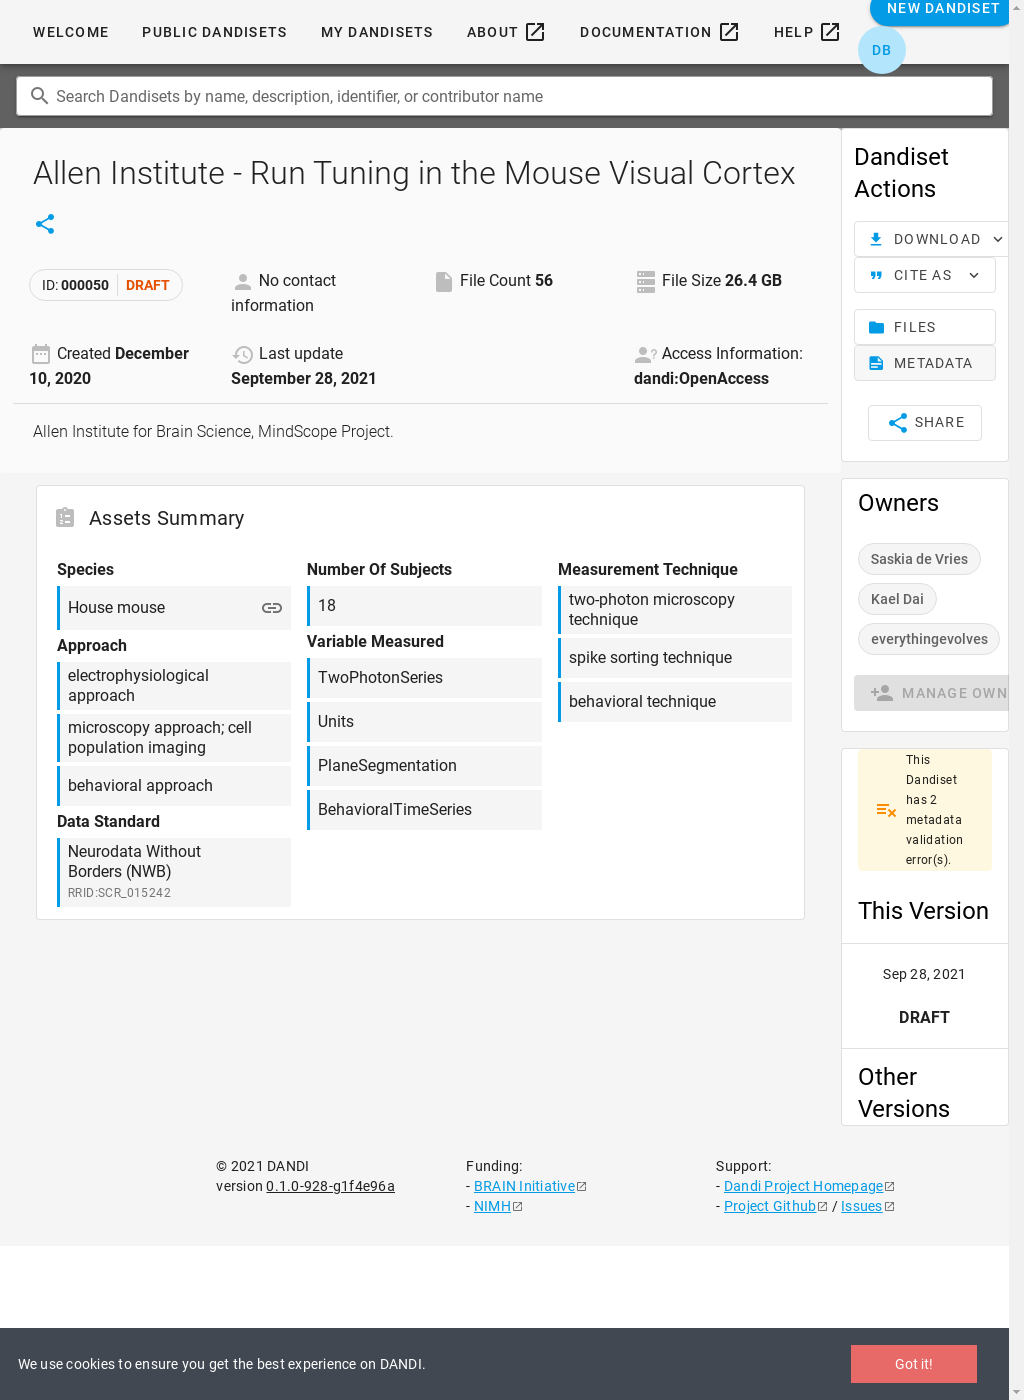 NEW DANDISET
WELCOME
PUBLIC DANDISETS
MY DANDISETS
ABOUT
DOCUMENTATION
HELP
DB
Search Dandisets by name, description, identifier, or contributor name
Allen Institute - Run Tuning in the Mouse Visual Cortex
ID: 000050 DRAFT
No contact
information
File Count 56
File Size 26.4 GB
Created December
10, 2020
Last update
September 28, 2021
Access Information:
dandi:OpenAccess
Allen Institute for Brain Science, MindScope Project.
Assets Summary
Species
House mouse
Approach
electrophysiological
approach
microscopy approach; cell
population imaging
behavioral approach
Data Standard
Neurodata Without
Borders (NWB)
RRID:SCR_015242
Number Of Subjects
18
Variable Measured
TwoPhotonSeries
Units
PlaneSegmentation
BehavioralTimeSeries
Measurement Technique
two-photon microscopy
technique
spike sorting technique
behavioral technique
Dandiset
Actions
DOWNLOAD
CITE AS
FILES
METADATA
SHARE
Owners
Saskia de Vries
Kael Dai
everythingevolves
MANAGE OWN
This
Dandiset
has 2
metadata
validation
error(s).
This Version
Sep 28, 2021
DRAFT
Other
Versions
© 2021 DANDI
version 0.1.0-928-g1f4e96a
Funding:
- BRAIN Initiative
- NIMH
Support:
- Dandi Project Homepage
- Project Github / Issues
We use cookies to ensure you get the best experience on DANDI.
Got it!